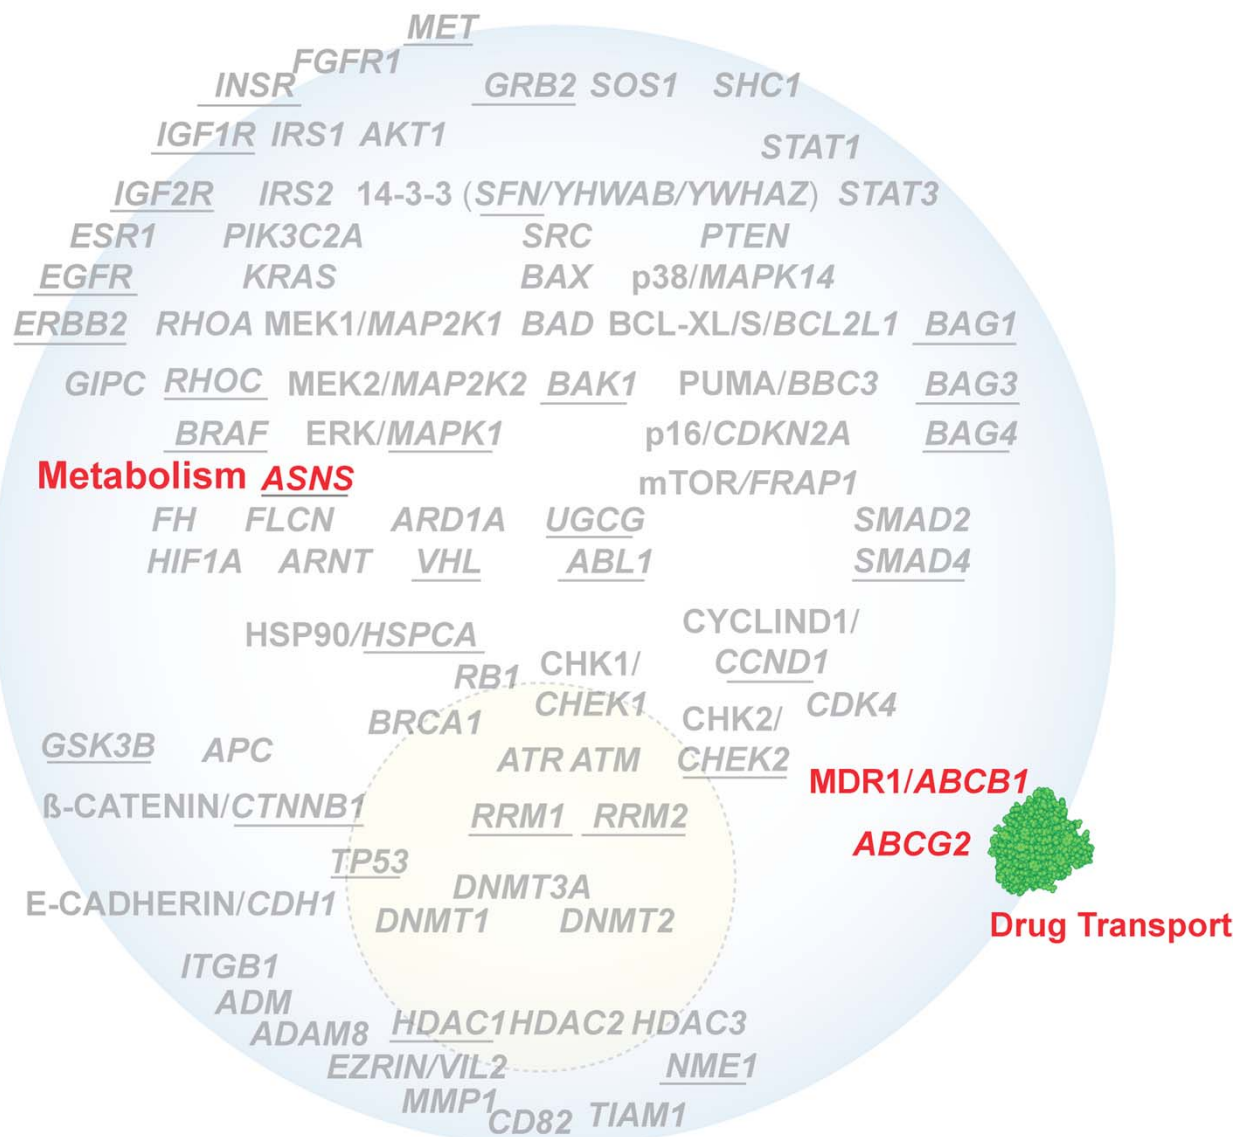 MET
FGFR1
INSR GRB2 SOS1 SHC1
IGF1R IRS1 AKT1
STAT1
IGF2R IRS2 14-3-3 (SFN/YHWAB/YWHAZ) STAT3
ESR1 PIK3C2A SRC PTEN
EGFR KRAS BAX p38/MAPK14
ERBB2 RHOA MEK1/MAP2K1 BAD BCL-XL/S/BCL2L1 BAG1
GIPC RHOC MEK2/MAP2K2 BAK1 PUMA/BBC3 BAG3
BRAF ERK/MAPK1 p16/CDKN2A BAG4
Metabolism ASNS mTOR/FRAP1
FH FLCN ARD1A UGCG SMAD2
HIF1A ARNT VHL ABL1 SMAD4
HSP90/HSPCA CYCLIND1/
RB1 CHK1/ CCND1
BRCA1 CHEK1 CHK2/ CDK4
GSK3B APC ATR ATM CHEK2
MDR1/ABCB1
ß-CATENIN/CTNNB1 RRM1 RRM2
ABCG2
TP53
DNMT3A
E-CADHERIN/CDH1 DNMT1 DNMT2
Drug Transport
ITGB1
ADM
ADAM8 HDAC1 HDAC2 HDAC3
EZRIN/VIL2 NME1
MMP1
CD82 TIAM1